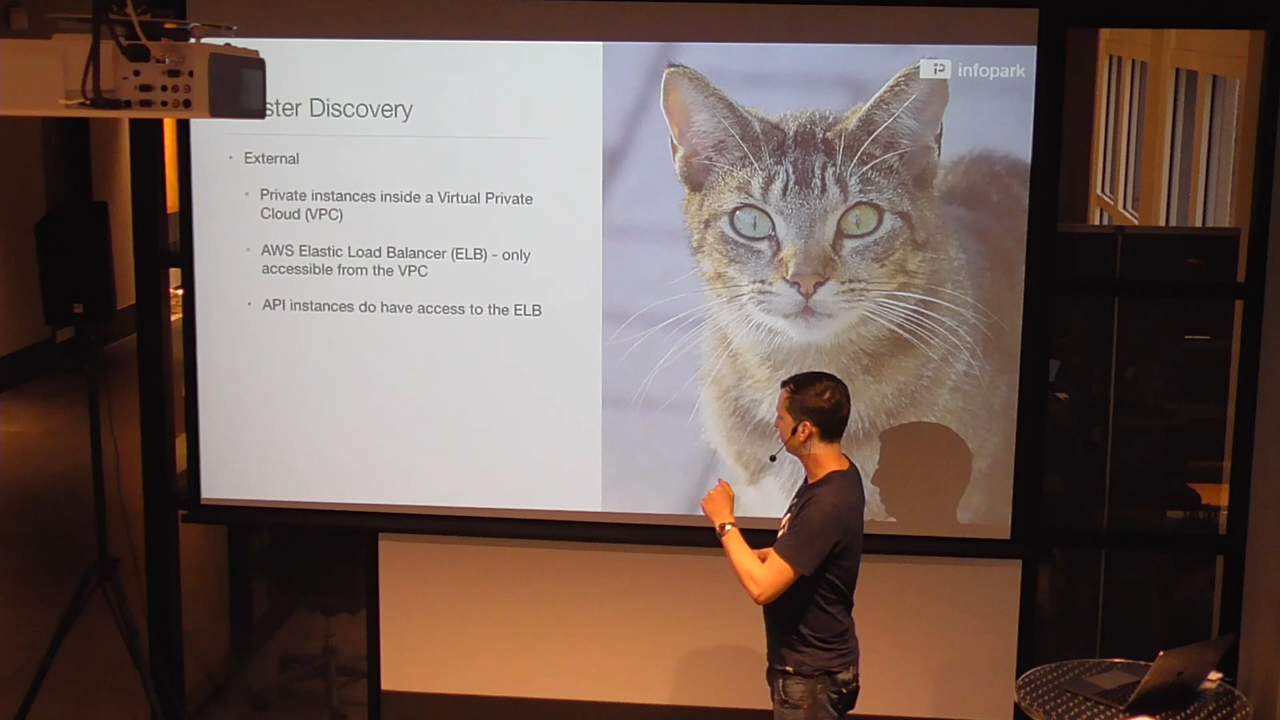 infopark
ster Discovery
External
Private instances inside a Virtual Private
Cloud (VPC)
AWS Elastic Load Balancer (ELB) - only
accessible from the VPC
API instances do have access to the ELB